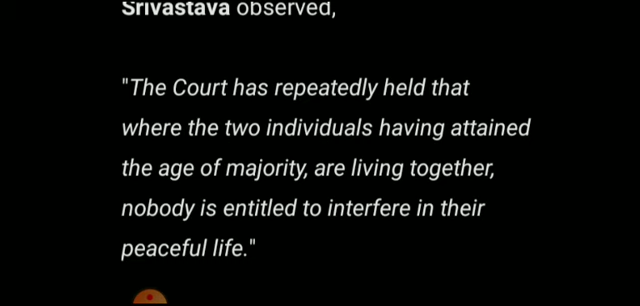 Srivastava observed,
"The Court has repeatedly held that
where the two individuals having attained
the age of majority, are living together,
nobody is entitled to interfere in their
peaceful life."